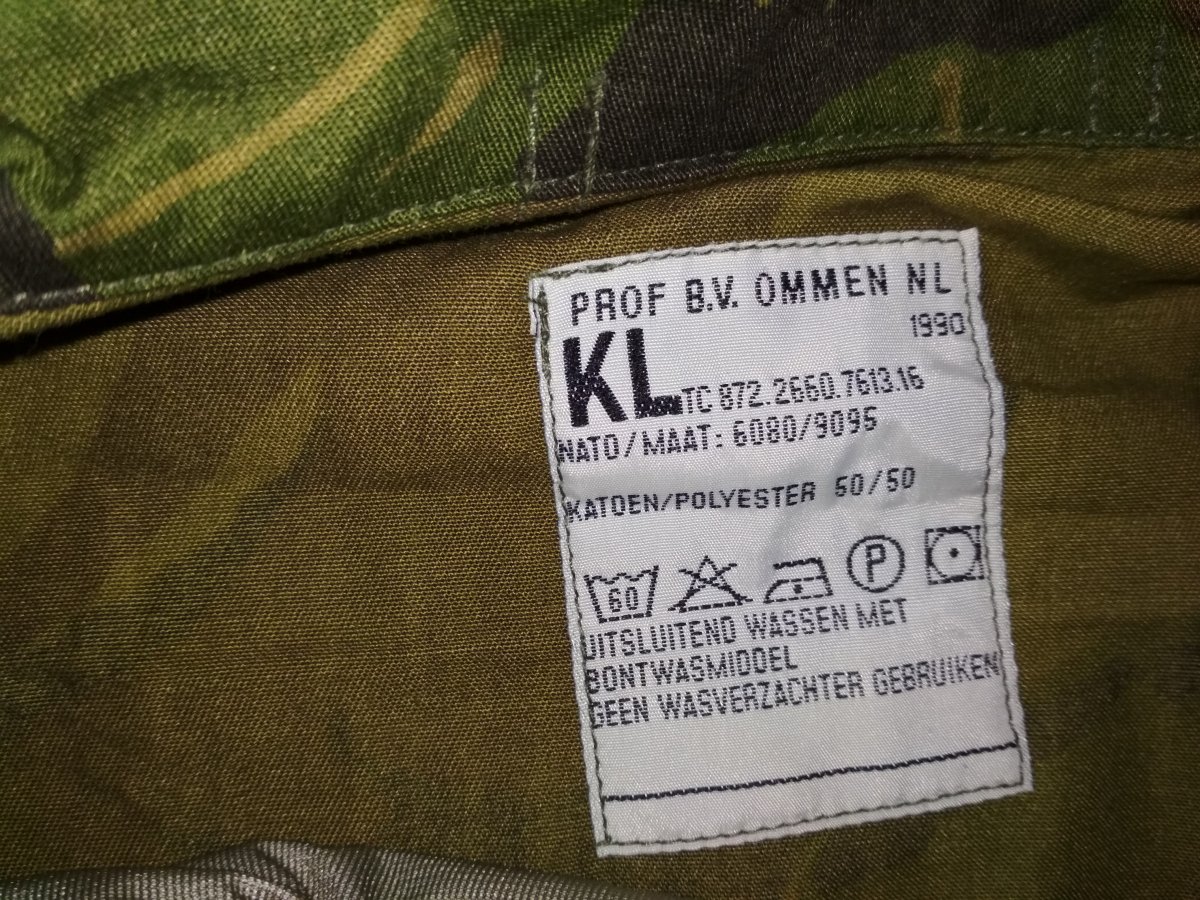 PROF B.V. OMMEN NL
1990
KL TC 872.2660.7613.16
NATO/MAAT: 6080/9095
KATOEN/POLYESTER 50/50
60 P
UITSLUITEND WASSEN MET
BONTWASMIDDEL
GEEN WASVERZACHTER GEBRUIKEN